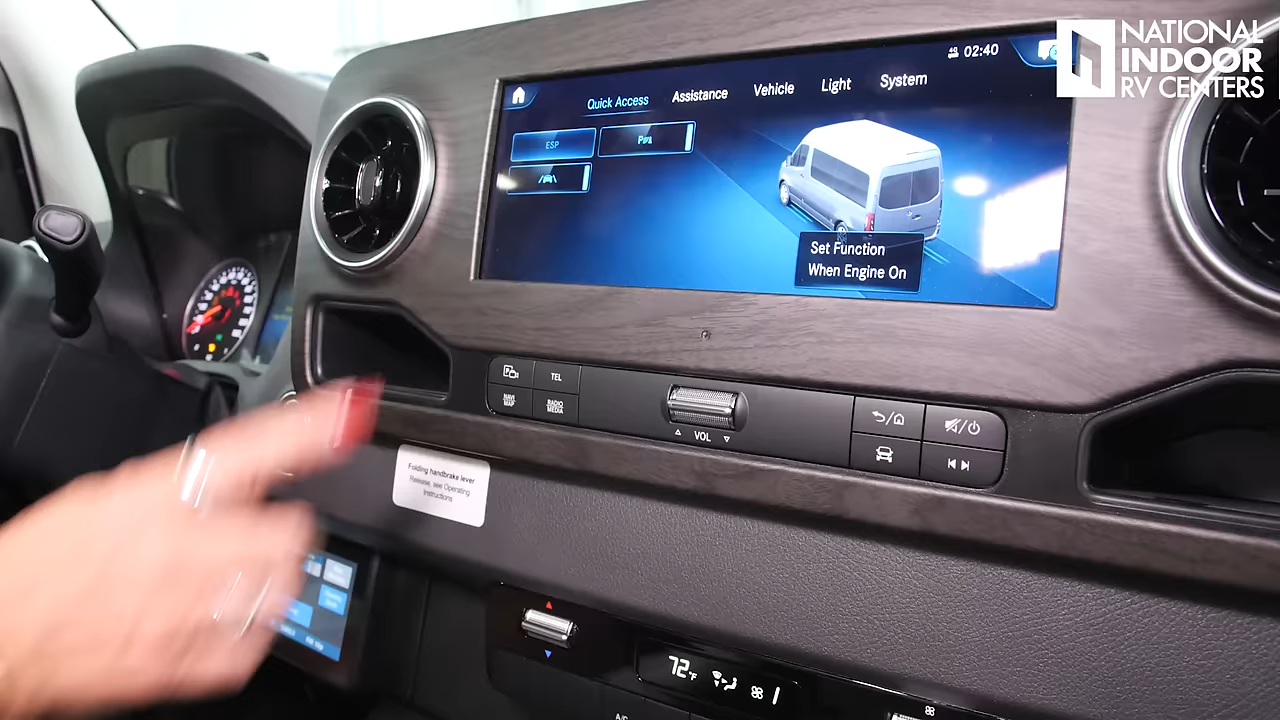 NATIONAL
INDOOR
RV CENTERS
4G 02:40
Quick Access
Assistance
Vehicle
Light
System
ESP
Set Function
When Engine On
TEL
NAVI
MAP
RADIO
MEDIA
VOL
Folding handbrake lever
Release, see Operating
Instructions
72°F
A/C